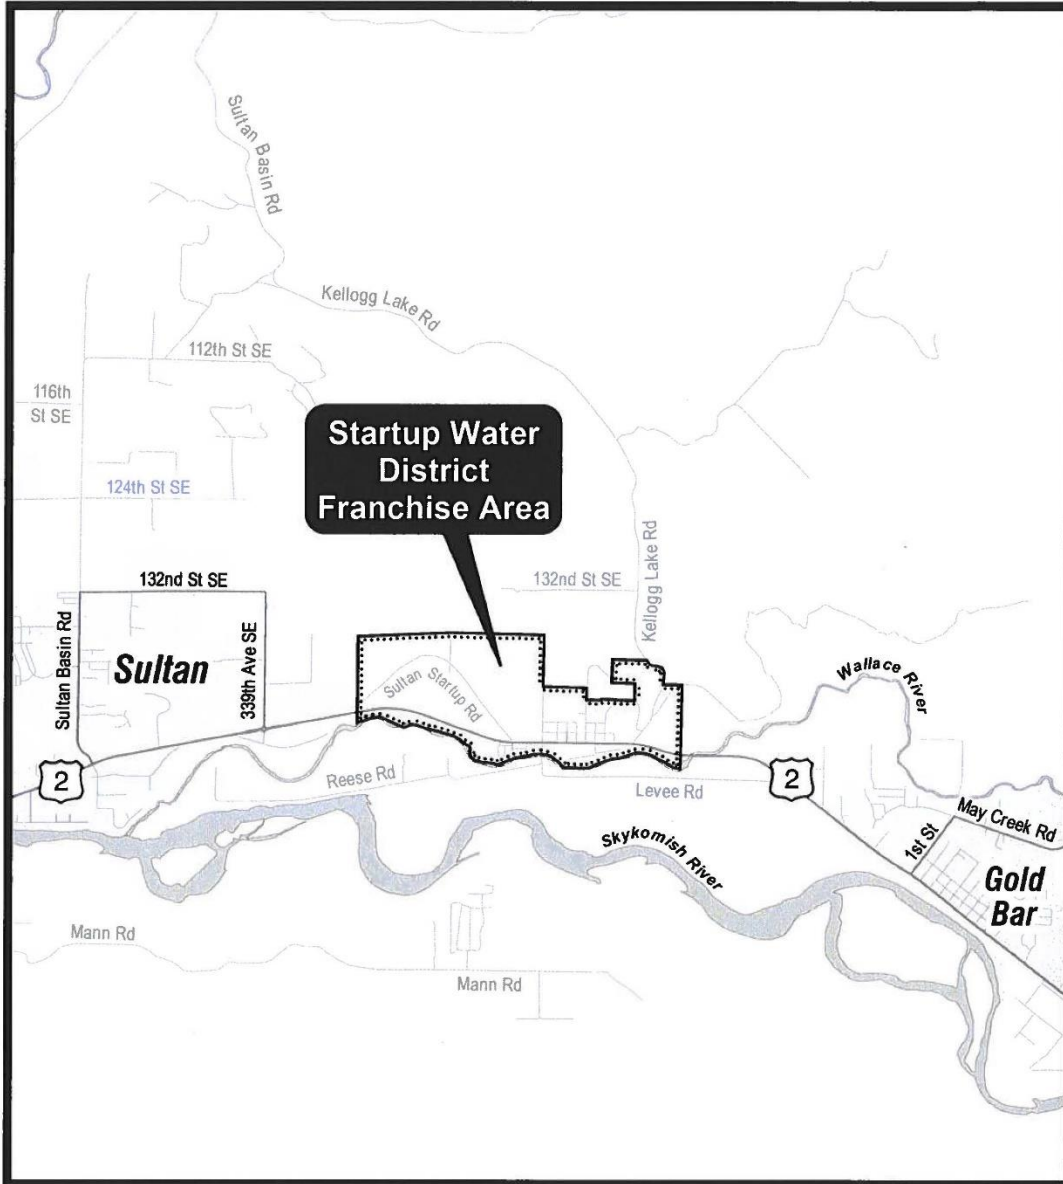 Sultan Basin Rd
Kellogg Lake Rd
112th St SE
116th
St SE
Startup Water
District
Franchise Area
124th St SE
132nd St SE
132nd St SE
Kellogg Lake Rd
Sultan Basin Rd
Sultan
339th Ave SE
Sultan Startup Rd
Wallace River
2
Reese Rd
Levee Rd
2
May Creek Rd
1st St
Skykomish River
Gold
Bar
Mann Rd
Mann Rd